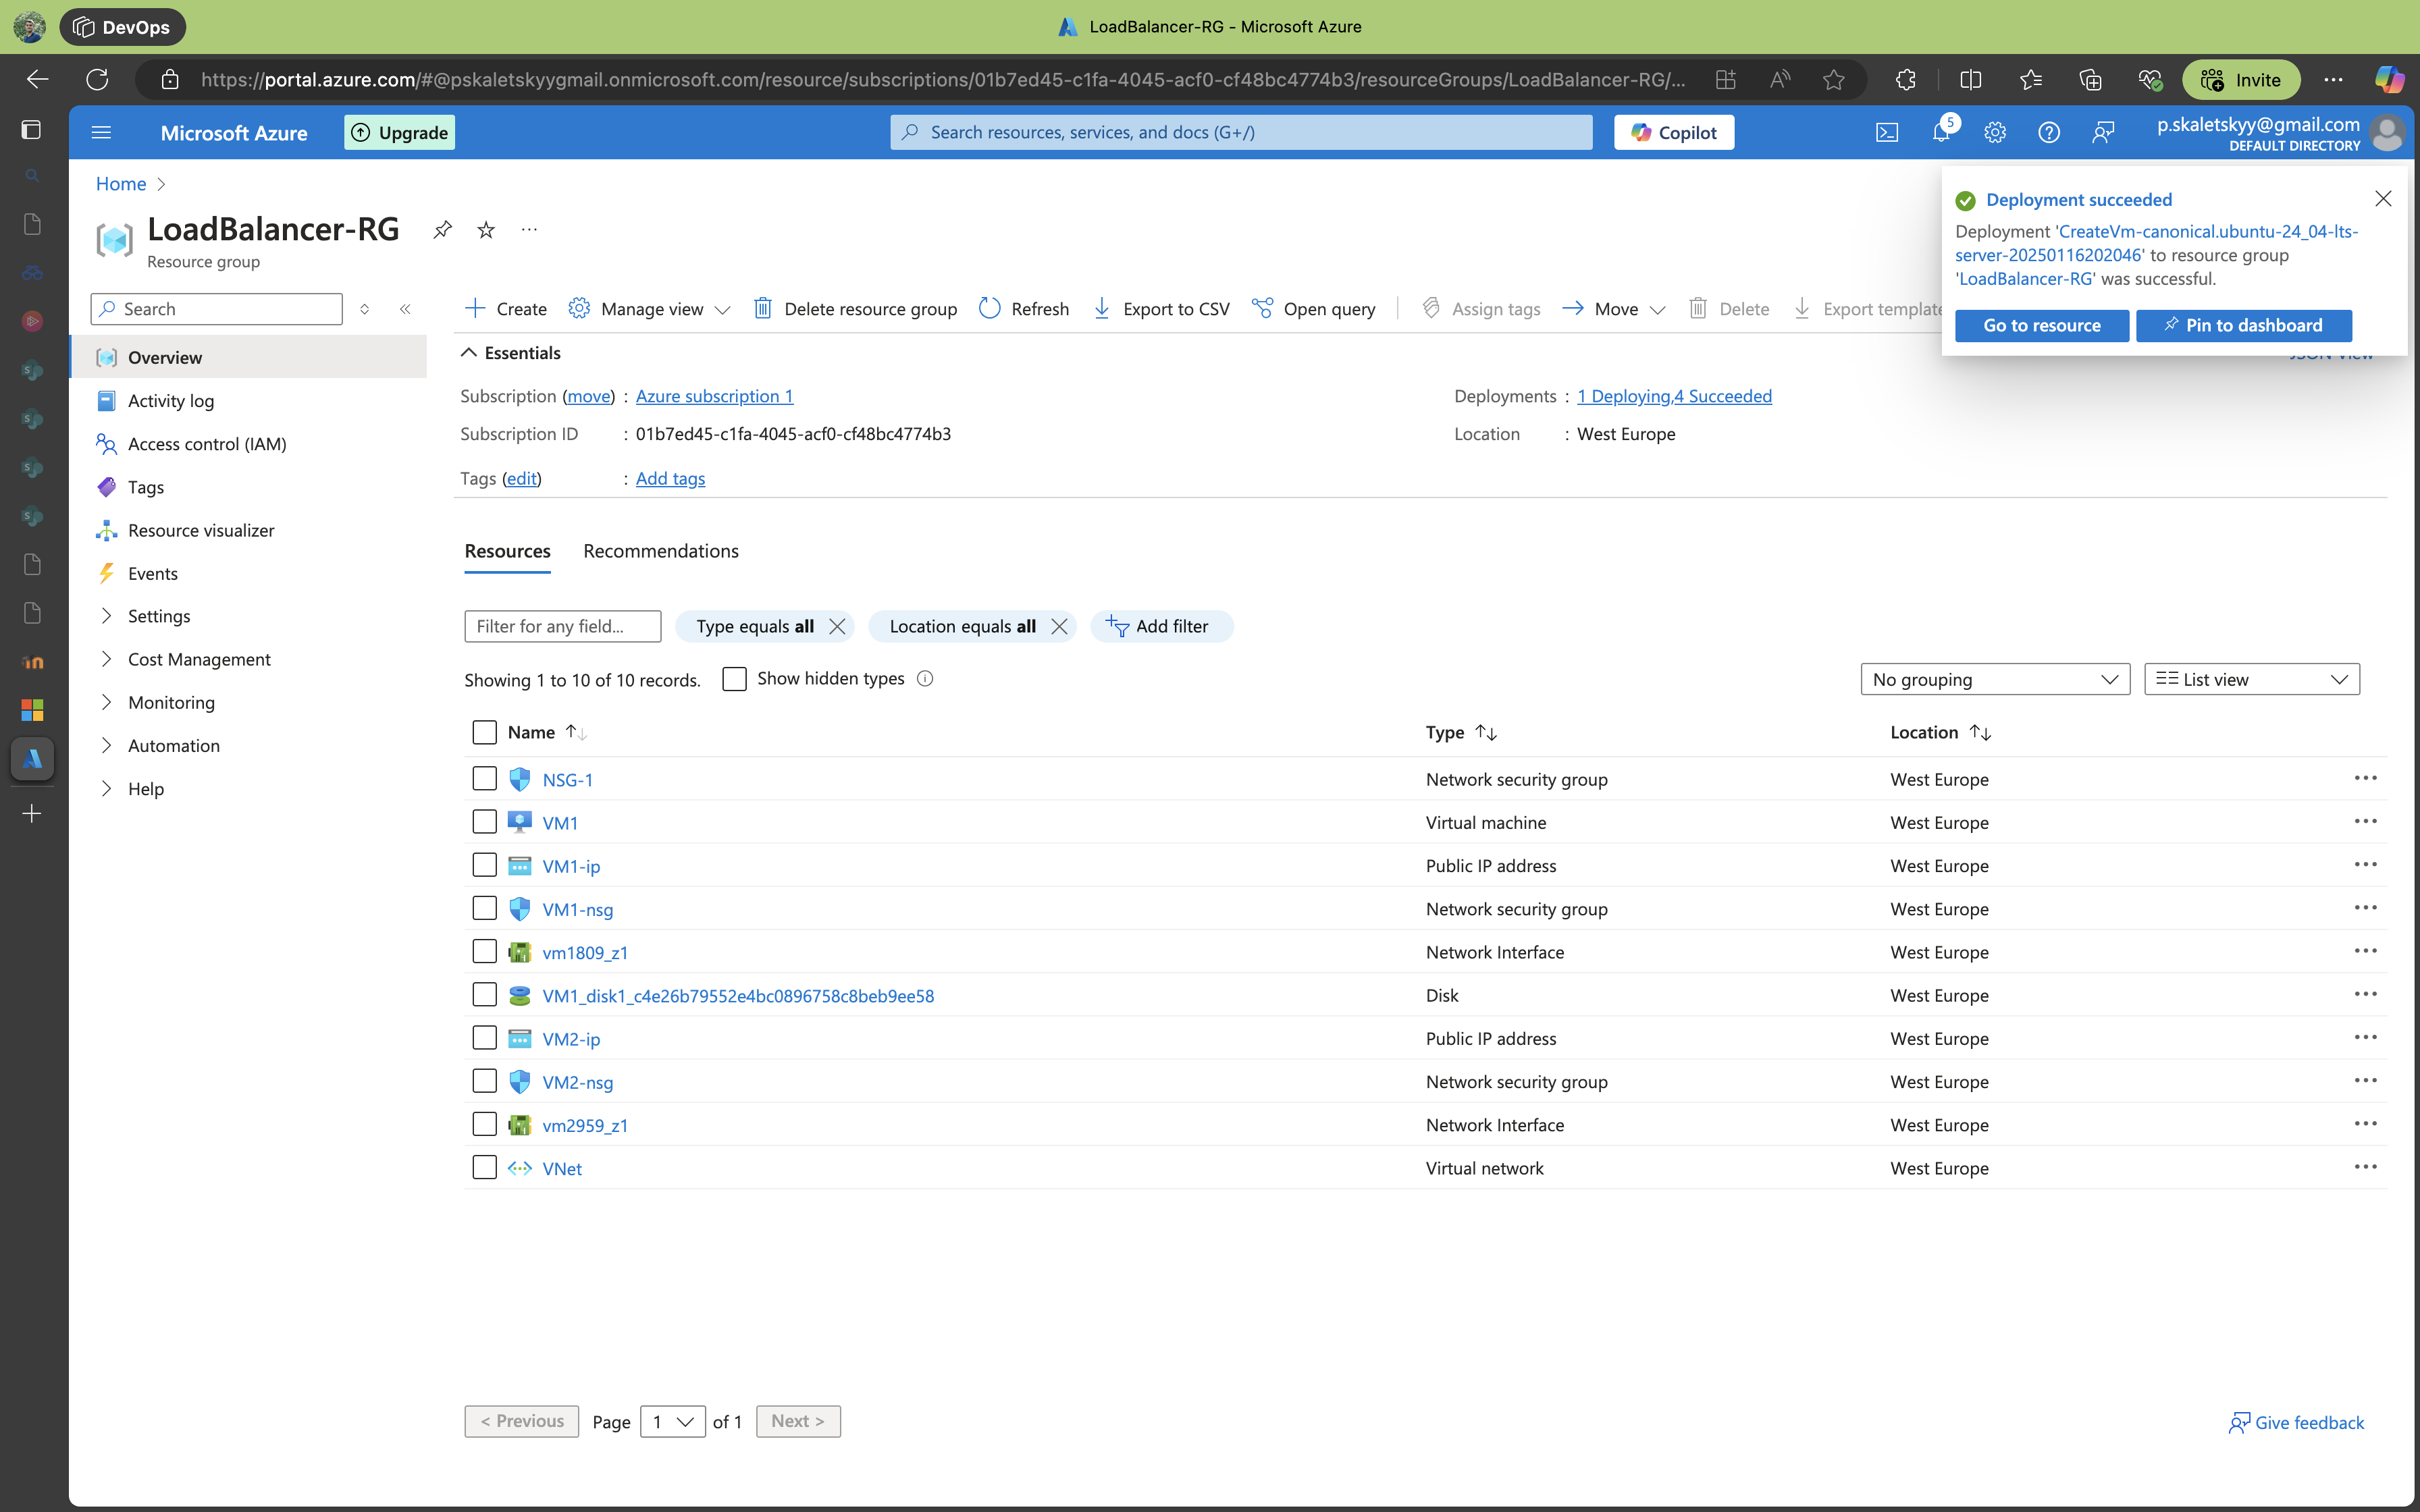 DevOps
LoadBalancer-RG - Microsoft Azure
https://portal.azure.com/#@pskaletskyygmail.onmicrosoft.com/resource/subscriptions/01b7ed45-c1fa-4045-acf0-cf48bc4774b3/resourceGroups/LoadBalancer-RG/...
Invite
Microsoft Azure
Upgrade
Search resources, services, and docs (G+/)
Copilot
5
p.skaletskyy@gmail.com
DEFAULT DIRECTORY
Home
LoadBalancer-RG
Resource group
Deployment succeeded
Deployment 'CreateVm-canonical.ubuntu-24_04-lts-
server-20250116202046' to resource group
'LoadBalancer-RG' was successful.
Go to resource
Pin to dashboard
Search
Create
Manage view
Delete resource group
Refresh
Export to CSV
Open query
Assign tags
Move
Delete
Export template
Overview
Activity log
Access control (IAM)
Tags
Resource visualizer
Events
Settings
Cost Management
Monitoring
Automation
Help
Essentials
JSON View
Subscription (move) : Azure subscription 1
Deployments : 1 Deploying,4 Succeeded
Subscription ID : 01b7ed45-c1fa-4045-acf0-cf48bc4774b3
Location : West Europe
Tags (edit) : Add tags
Resources
Recommendations
Filter for any field...
Type equals all
Location equals all
Add filter
Showing 1 to 10 of 10 records.
Show hidden types
No grouping
List view
Name Type Location
NSG-1 Network security group West Europe
VM1 Virtual machine West Europe
VM1-ip Public IP address West Europe
VM1-nsg Network security group West Europe
vm1809_z1 Network Interface West Europe
VM1_disk1_c4e26b79552e4bc0896758c8beb9ee58 Disk West Europe
VM2-ip Public IP address West Europe
VM2-nsg Network security group West Europe
vm2959_z1 Network Interface West Europe
VNet Virtual network West Europe
< Previous
Page 1 of 1
Next >
Give feedback